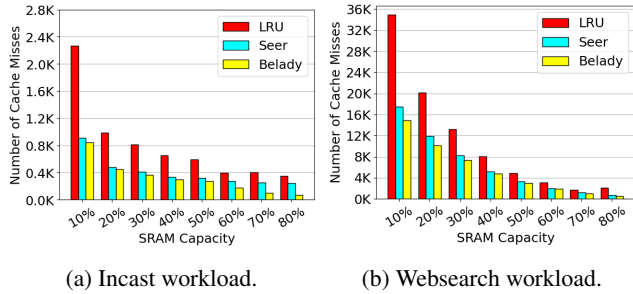 2.8K
2.4K
2.0K
1.6K
1.2K
0.8K
0.4K
0.0K
Number of Cache Misses
LRU
Seer
Belady
10% 20% 30% 40% 50% 60% 70% 80%
SRAM Capacity
(a) Incast workload.
36K
32K
28K
24K
20K
16K
12K
8K
4K
0K
Number of Cache Misses
LRU
Seer
Belady
10% 20% 30% 40% 50% 60% 70% 80%
SRAM Capacity
(b) Websearch workload.